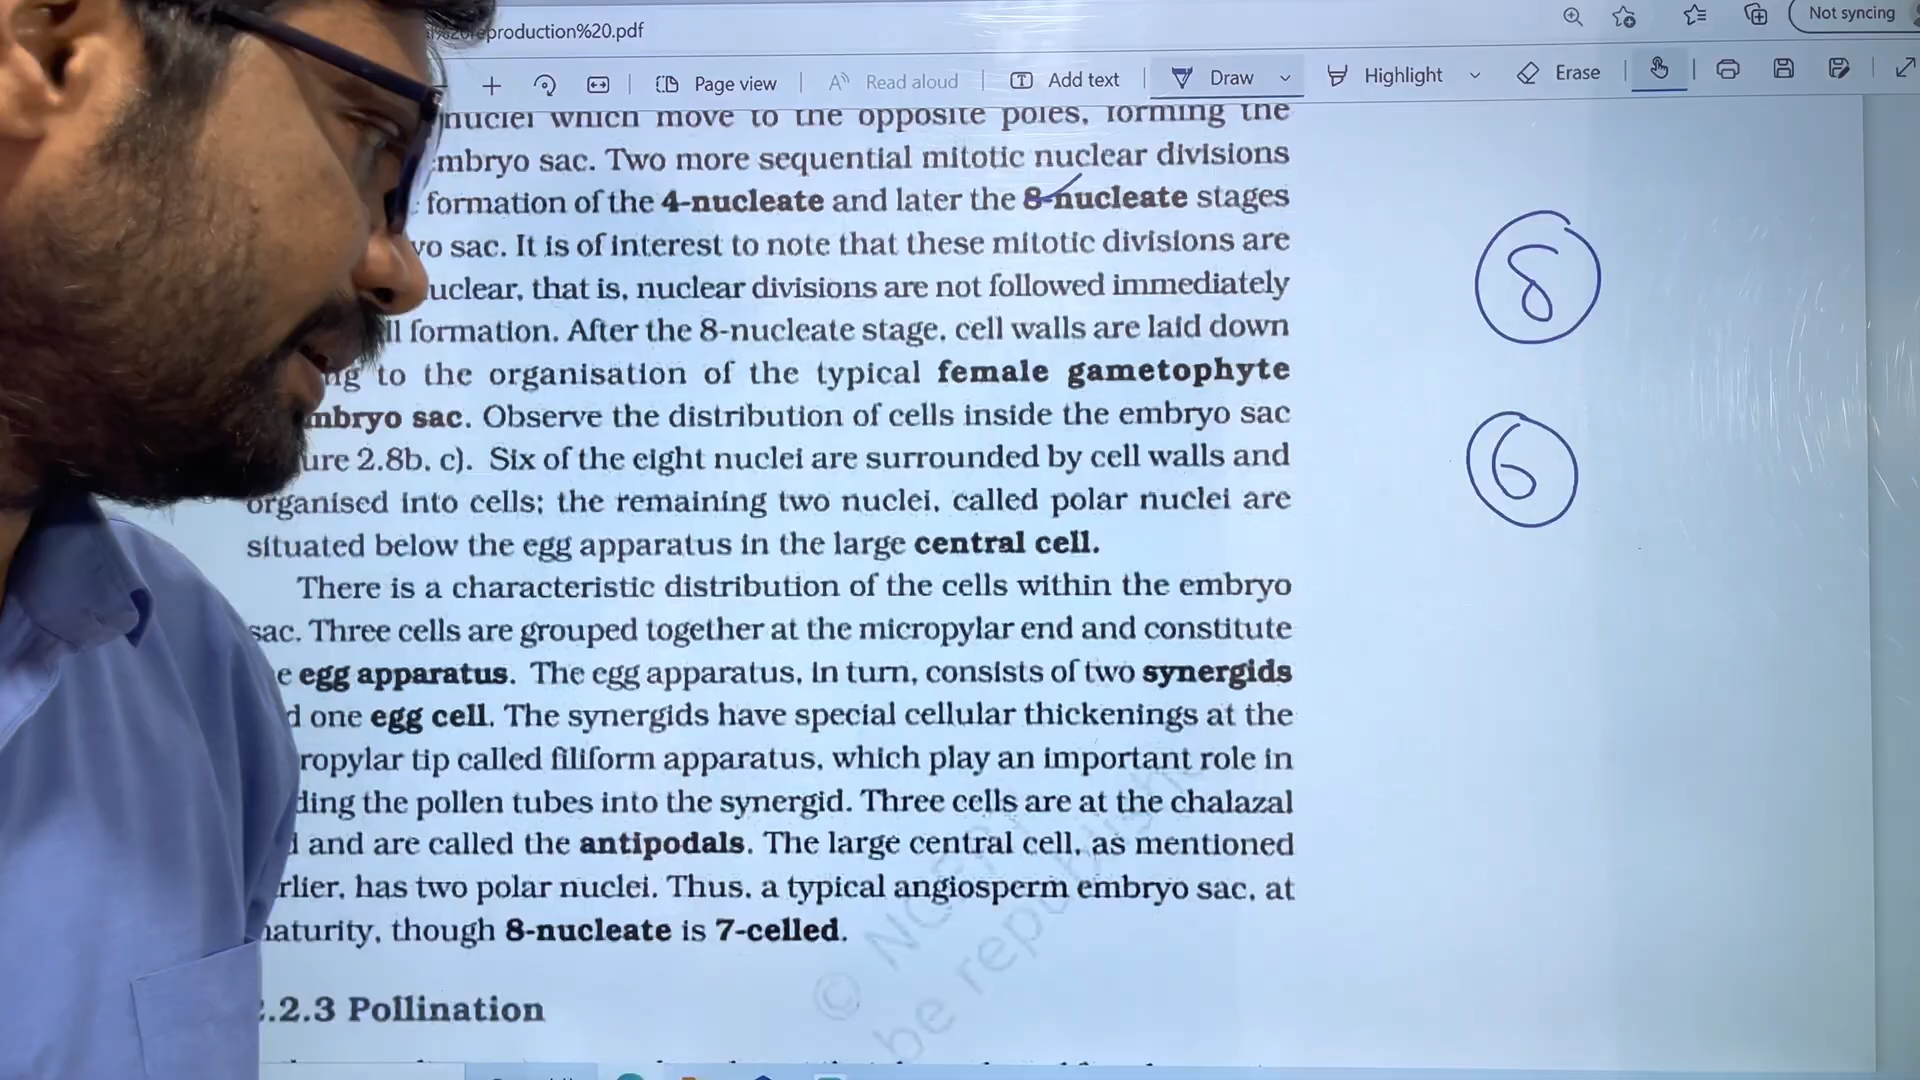 eproduction%20.pdf
Not syncing
Page view
Read aloud
Add text
Draw
Highlight
Erase
nuclei which move to the opposite poles, forming the
mbryo sac. Two more sequential mitotic nuclear divisions
formation of the 4-nucleate and later the 8-nucleate stages
yo sac. It is of interest to note that these mitotic divisions are
uclear, that is, nuclear divisions are not followed immediately
ll formation. After the 8-nucleate stage, cell walls are laid down
ng to the organisation of the typical female gametophyte
mbryo sac. Observe the distribution of cells inside the embryo sac
ure 2.8b, c). Six of the eight nuclei are surrounded by cell walls and
organised into cells; the remaining two nuclei, called polar nuclei are
situated below the egg apparatus in the large central cell.
There is a characteristic distribution of the cells within the embryo
sac. Three cells are grouped together at the micropylar end and constitute
e egg apparatus. The egg apparatus, in turn, consists of two synergids
d one egg cell. The synergids have special cellular thickenings at the
ropylar tip called filiform apparatus, which play an important role in
ding the pollen tubes into the synergid. Three cells are at the chalazal
d and are called the antipodals. The large central cell, as mentioned
rlier, has two polar nuclei. Thus, a typical angiosperm embryo sac, at
maturity, though 8-nucleate is 7-celled.
.2.3 Pollination
8
6
© NCE
be republish